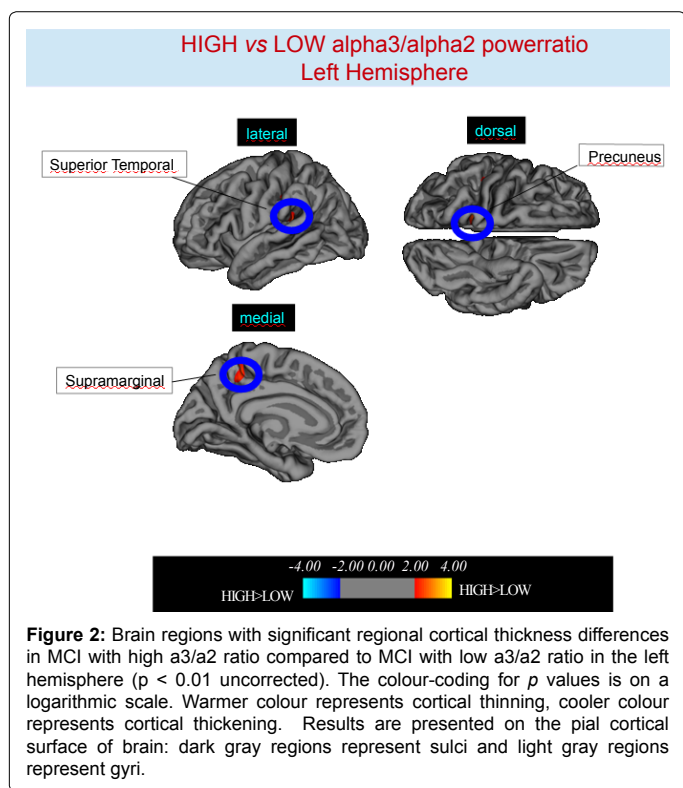 HIGH vs LOW alpha3/alpha2 powerratio
Left Hemisphere
lateral
dorsal
Superior Temporal
Precuneus
medial
Supramarginal
-4.00 -2.00 0.00 2.00 4.00
HIGH>LOW
HIGH>LOW
Figure 2: Brain regions with significant regional cortical thickness differences
in MCI with high a3/a2 ratio compared to MCI with low a3/a2 ratio in the left
hemisphere (p < 0.01 uncorrected). The colour-coding for p values is on a
logarithmic scale. Warmer colour represents cortical thinning, cooler colour
represents cortical thickening. Results are presented on the pial cortical
surface of brain: dark gray regions represent sulci and light gray regions
represent gyri.